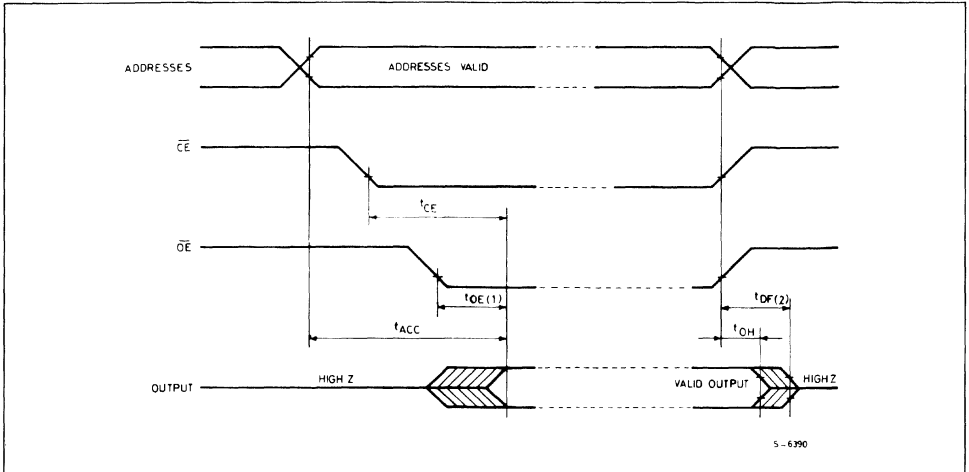 ADDRESSES
ADDRESSES VALID
CE
tCE
OE
tOE(1)
tDF(2)
tACC
tOH
OUTPUT
HIGH Z
VALID OUTPUT
HIGH Z
S-6390